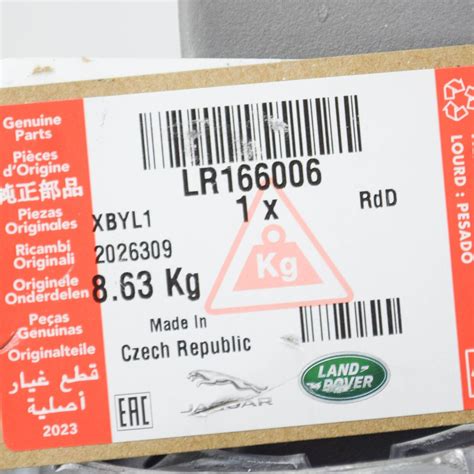 Genuine
Parts
Pièces
d'Origine
純正部品
Piezas
Originales
Ricambi
Originali
Originele
Onderdelen
Peças
Genuinas
Originalteile
قطع غيار
أصلية
2023
LR166006
1 x
RdD
XBYL1
2026309
8.63 Kg
Kg
Made In
Czech Republic
EAC
JAGUAR
LAND
ROVER
LOURD : PESADO